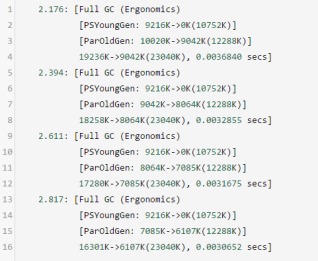 1 2.176: [Full GC (Ergonomics)
2 [PSYoungGen: 9216K->0K(10752K)]
3 [ParOldGen: 10020K->9042K(12288K)]
4 19236K->9042K(23040K), 0.0036840 secs]
5 2.394: [Full GC (Ergonomics)
6 [PSYoungGen: 9216K->0K(10752K)]
7 [ParOldGen: 9042K->8064K(12288K)]
8 18258K->8064K(23040K), 0.0032855 secs]
9 2.611: [Full GC (Ergonomics)
10 [PSYoungGen: 9216K->0K(10752K)]
11 [ParOldGen: 8064K->7085K(12288K)]
12 17280K->7085K(23040K), 0.0031675 secs]
13 2.817: [Full GC (Ergonomics)
14 [PSYoungGen: 9216K->0K(10752K)]
15 [ParOldGen: 7085K->6107K(12288K)]
16 16301K->6107K(23040K), 0.0030652 secs]